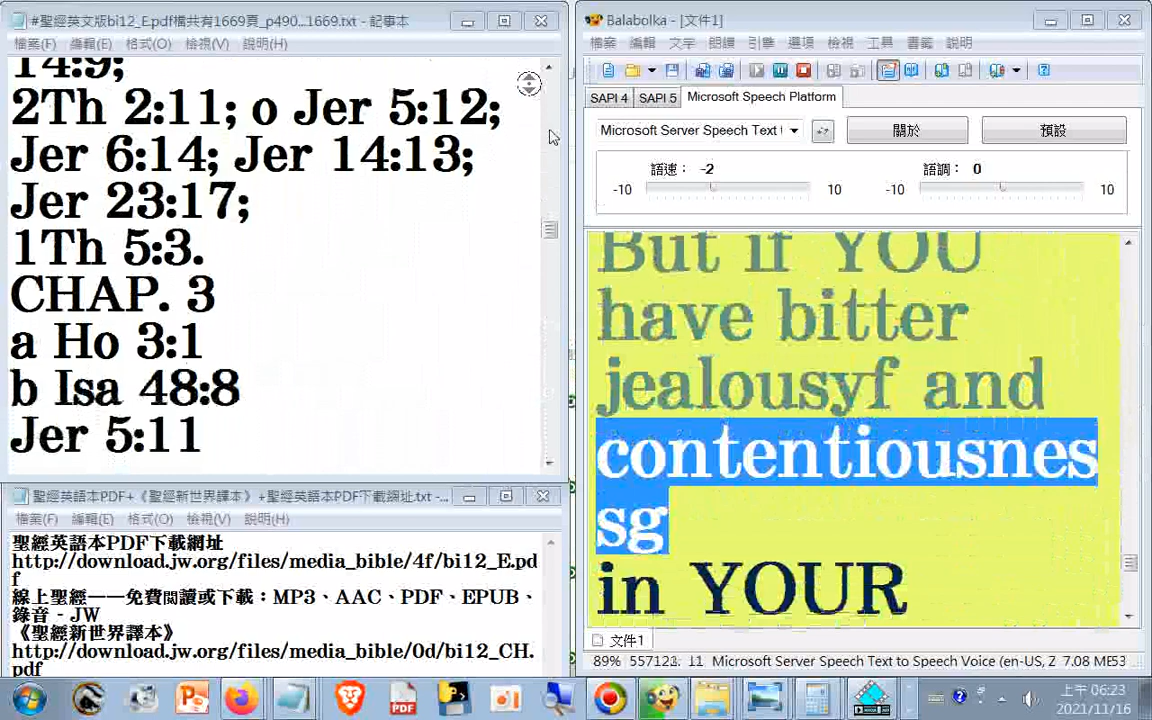 #聖經英文版bi12_E.pdf檔共有1669頁_p490...1669.txt - 記事本
檔案(F) 編輯(E) 格式(O) 檢視(V) 說明(H)
14:9;
2Th 2:11; o Jer 5:12;
Jer 6:14; Jer 14:13;
Jer 23:17;
1Th 5:3.
CHAP. 3
a Ho 3:1
b Isa 48:8
Jer 5:11
聖經英語本PDF+《聖經新世界譯本》+聖經英語本PDF下載網址.txt - ...
檔案(F) 編輯(E) 格式(O) 檢視(V) 說明(H)
聖經英語本PDF下載網址
http://download.jw.org/files/media_bible/4f/bi12_E.pd
f
線上聖經——免費閱讀或下載：MP3、AAC、PDF、EPUB、
錄音 - JW
《聖經新世界譯本》
http://download.jw.org/files/media_bible/0d/bi12_CH.
pdf
Balabolka - [文件1]
檔案 編輯 文字 朗讀 引擎 選項 檢視 工具 書籤 說明
SAPI 4 SAPI 5 Microsoft Speech Platform
Microsoft Server Speech Text 關於 預設
語速： -2 語調： 0
-10 10 -10 10
But if YOU
have bitter
jealousyf and
contentiousnes
sg
in YOUR
文件1
89% 557121 11 Microsoft Server Speech Text to Speech Voice (en-US, Z 7.08 ME53
PDF
上午 06:23
2021/11/16